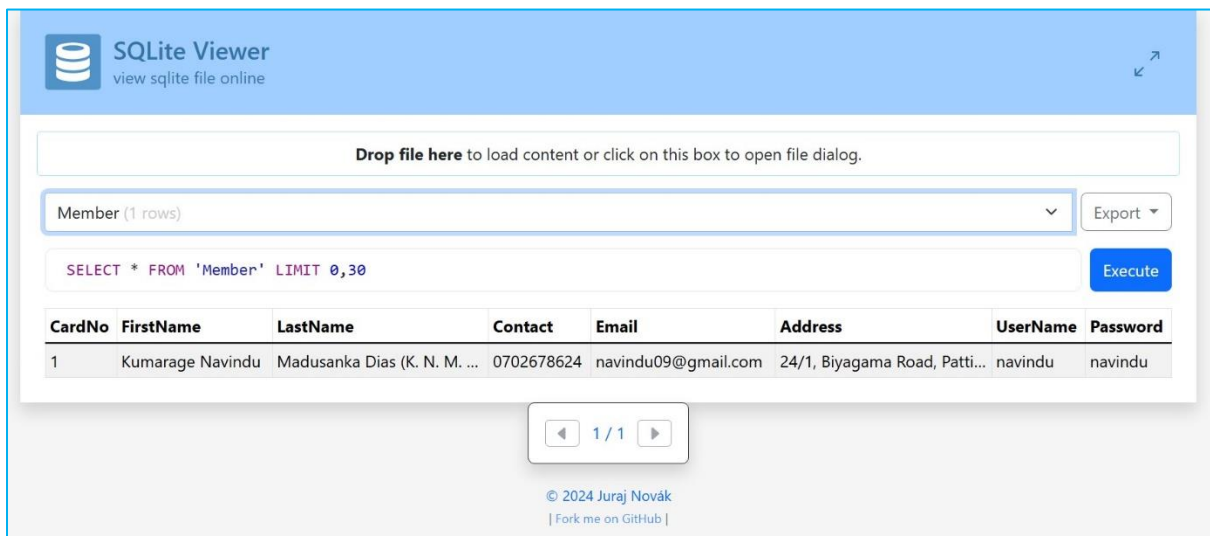 SQLite Viewer
view sqlite file online
Drop file here to load content or click on this box to open file dialog.
Member (1 rows)
Export
SELECT * FROM 'Member' LIMIT 0,30
Execute
CardNo FirstName LastName Contact Email Address UserName Password
1 Kumarage Navindu Madusanka Dias (K. N. M. ... 0702678624 navindu09@gmail.com 24/1, Biyagama Road, Patti... navindu navindu
1 / 1
© 2024 Juraj Novák
| Fork me on GitHub |